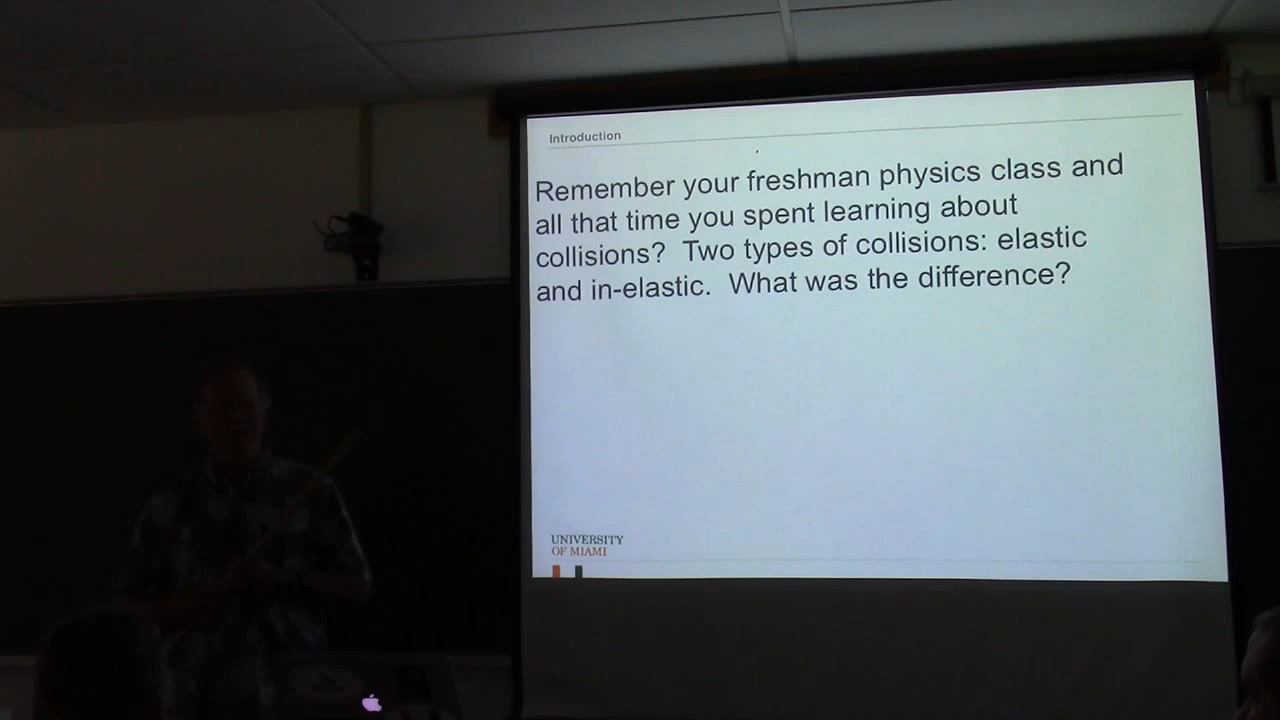 Introduction
Remember your freshman physics class and
all that time you spent learning about
collisions?  Two types of collisions: elastic
and in-elastic.  What was the difference?
UNIVERSITY
OF MIAMI